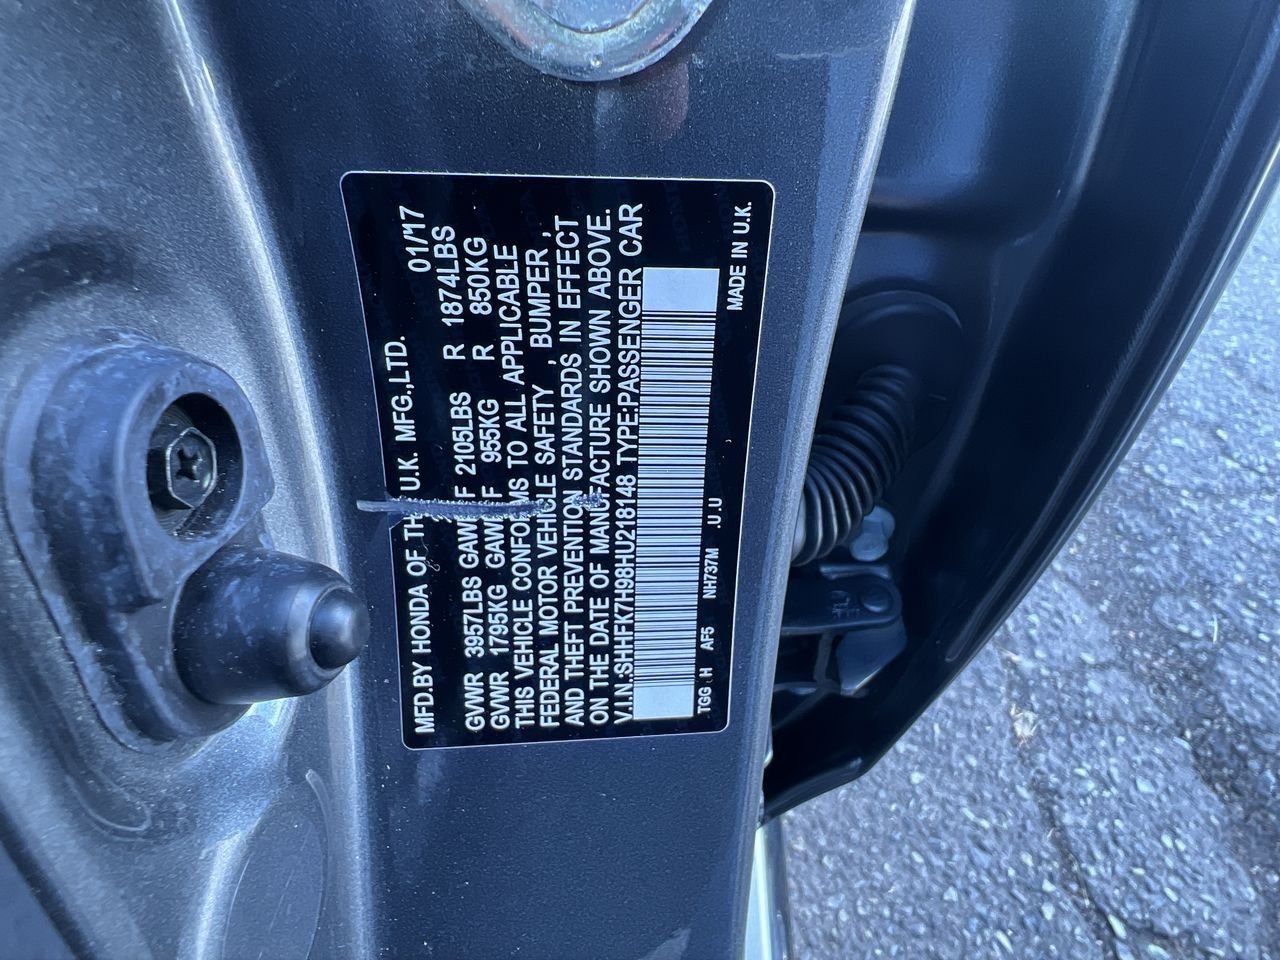 MFD.BY HONDA OF THE U.K. MFG.,LTD. 01/'17
GVWR 3957LBS GAWR F 2105LBS R 1874LBS
GVWR 1795KG GAWR F 955KG R 850KG
THIS VEHICLE CONFORMS TO ALL APPLICABLE
FEDERAL MOTOR VEHICLE SAFETY , BUMPER ,
AND THEFT PREVENTION STANDARDS IN EFFECT
ON THE DATE OF MANUFACTURE SHOWN ABOVE.
V.I.N.:SHHFK7H98HU218148 TYPE:PASSENGER CAR
TGG H AF5 NH737M .U .U MADE IN U.K.